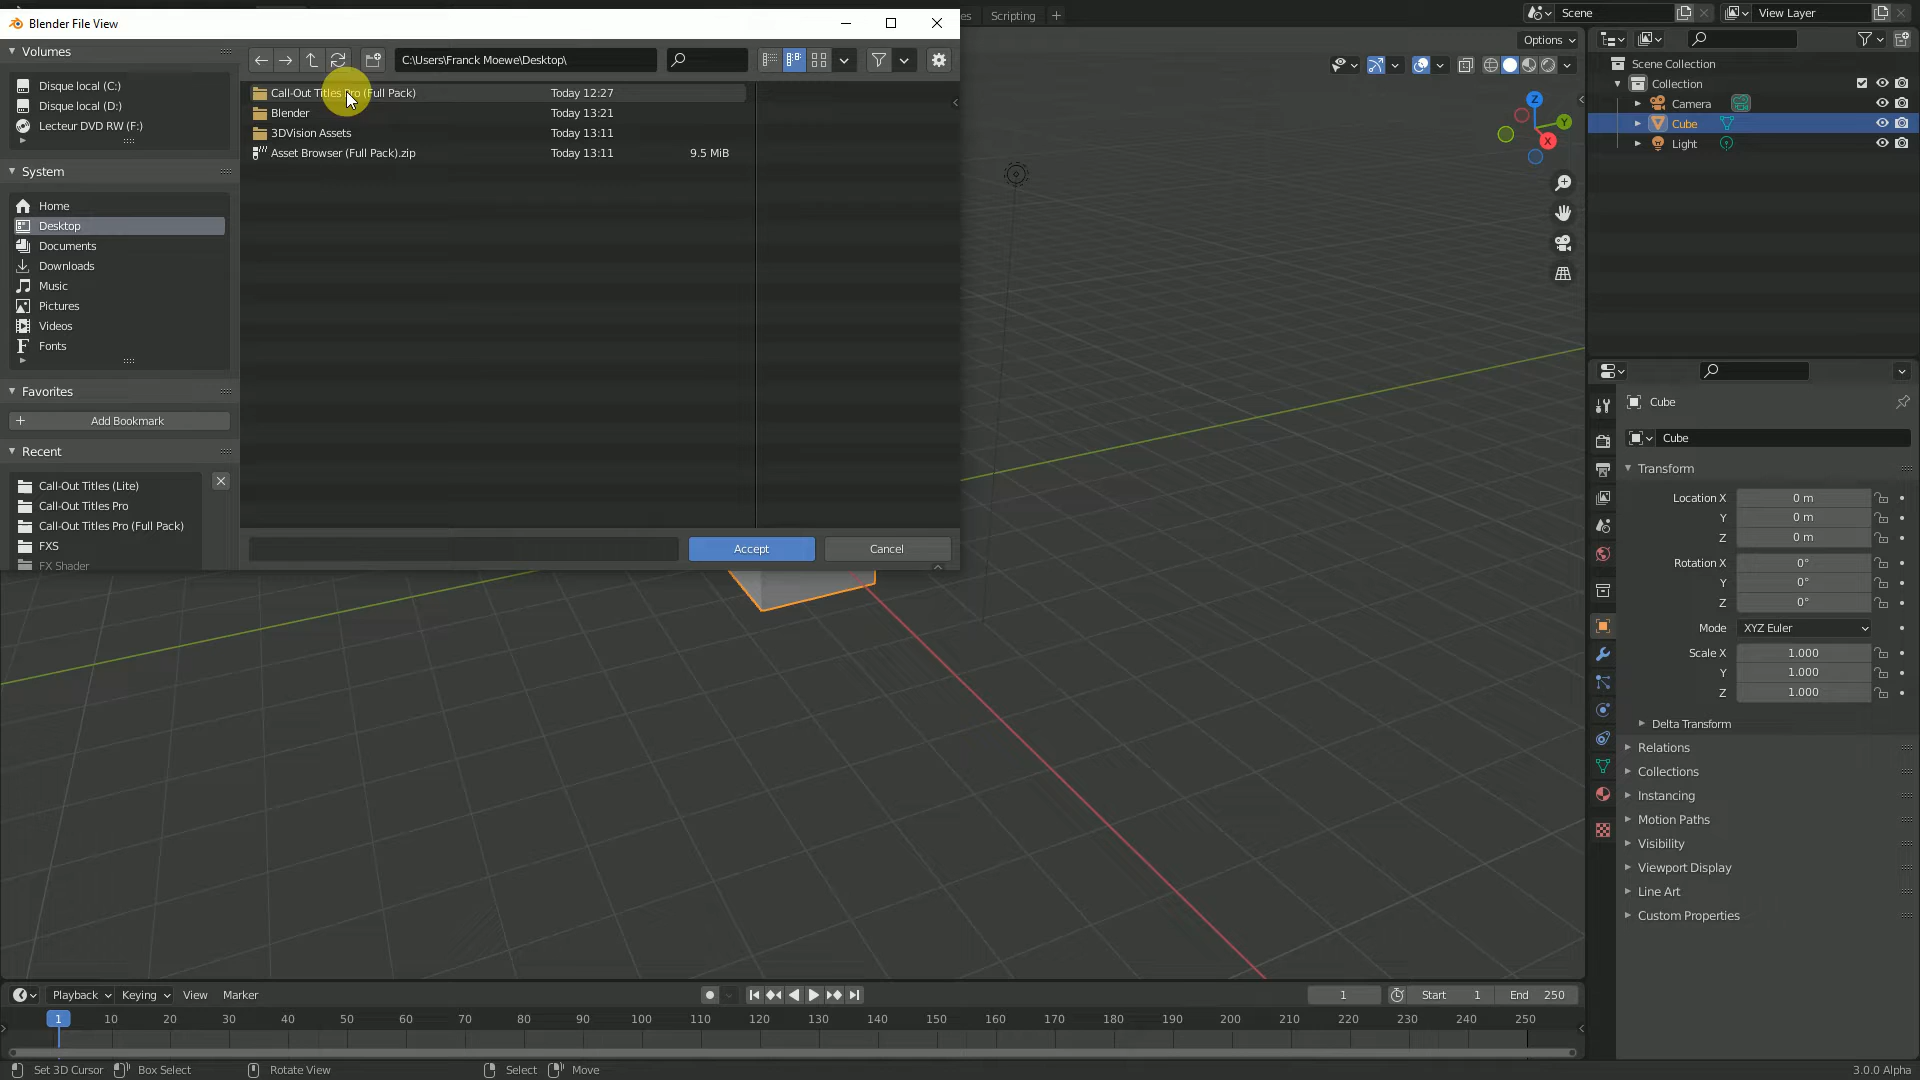 Blender File View
es
Scripting
Scene
View Layer
Volumes
C:\Users\Franck Moewe\Desktop\
Options
Disque local (C:)
Disque local (D:)
Lecteur DVD RW (F:)
Call-Out Titles Pro (Full Pack) Today 12:27
Blender Today 13:21
3DVision Assets Today 13:11
Asset Browser (Full Pack).zip Today 13:11 9.5 MiB
Scene Collection
Collection
Camera
Cube
Light
Z
Y
X
System
Home
Desktop
Documents
Downloads
Music
Pictures
Videos
Fonts
Favorites
Add Bookmark
Recent
Call-Out Titles (Lite)
Call-Out Titles Pro
Call-Out Titles Pro (Full Pack)
FXS
FX Shader
Accept
Cancel
Cube
Cube
Transform
Location X 0 m
Y 0 m
Z 0 m
Rotation X 0°
Y 0°
Z 0°
Mode XYZ Euler
Scale X 1.000
Y 1.000
Z 1.000
Delta Transform
Relations
Collections
Instancing
Motion Paths
Visibility
Viewport Display
Line Art
Custom Properties
Playback Keying View Marker
1 Start 1 End 250
1 10 20 30 40 50 60 70 80 90 100 110 120 130 140 150 160 170 180 190 200 210 220 230 240 250
Set 3D Cursor Box Select Rotate View Select Move 3.0.0 Alpha